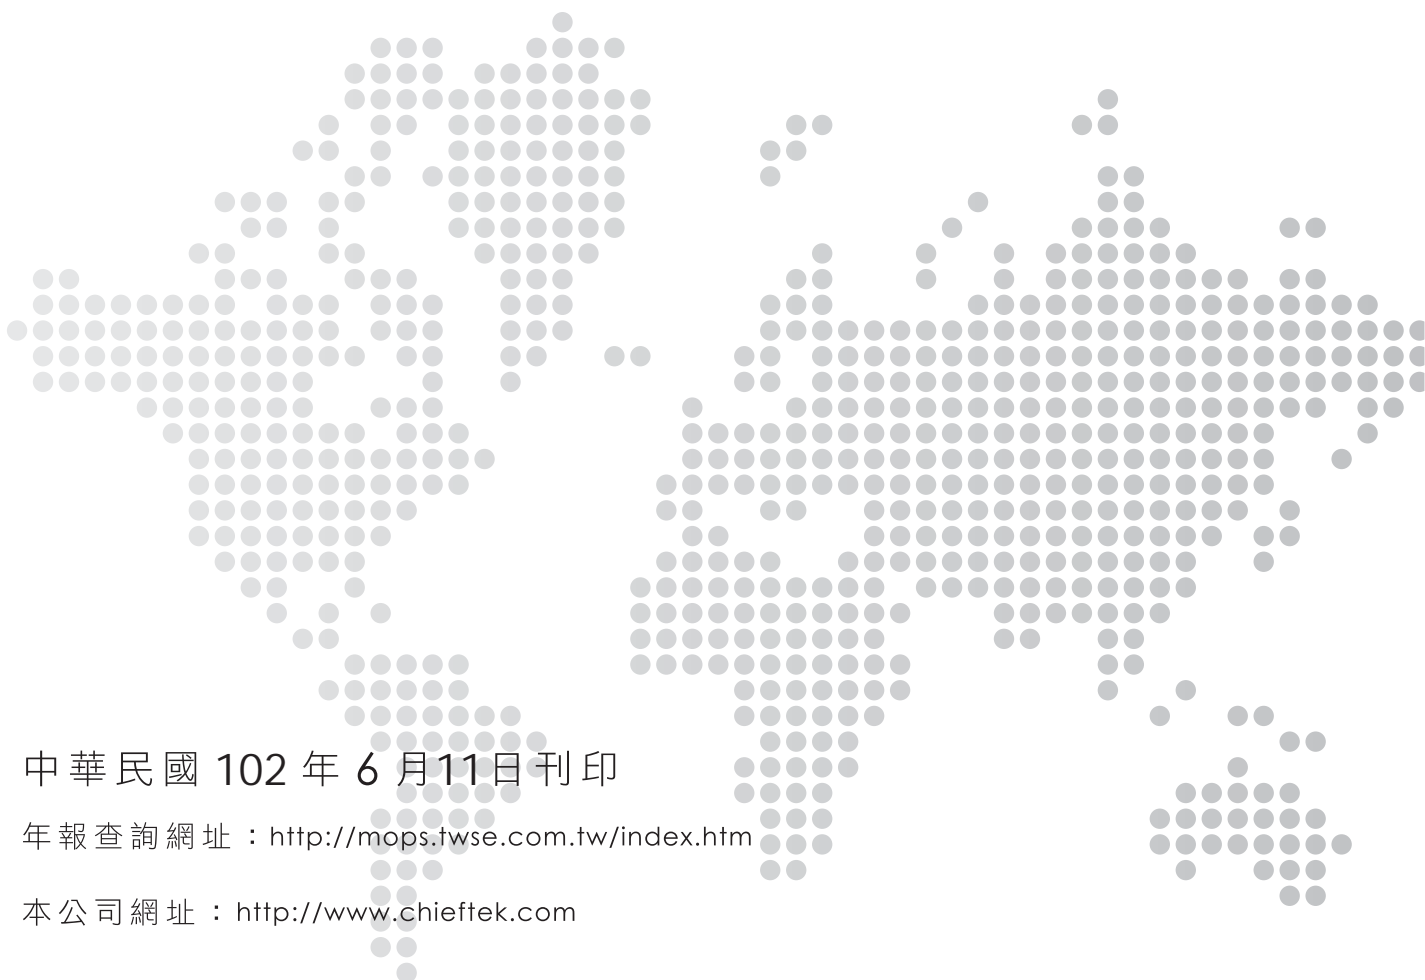 中華民國 102 年 6 月11日刊印
年報查詢網址：http://mops.twse.com.tw/index.htm
本公司網址：http://www.chieftek.com